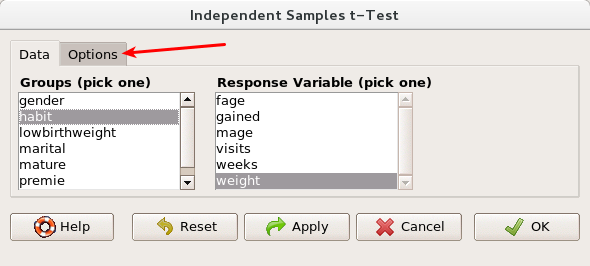 Independent Samples t-Test
Data Options
Groups (pick one) Response Variable (pick one)
gender fage
habit gained
lowbirthweight mage
marital visits
mature weeks
premie weight
Help Reset Apply Cancel OK